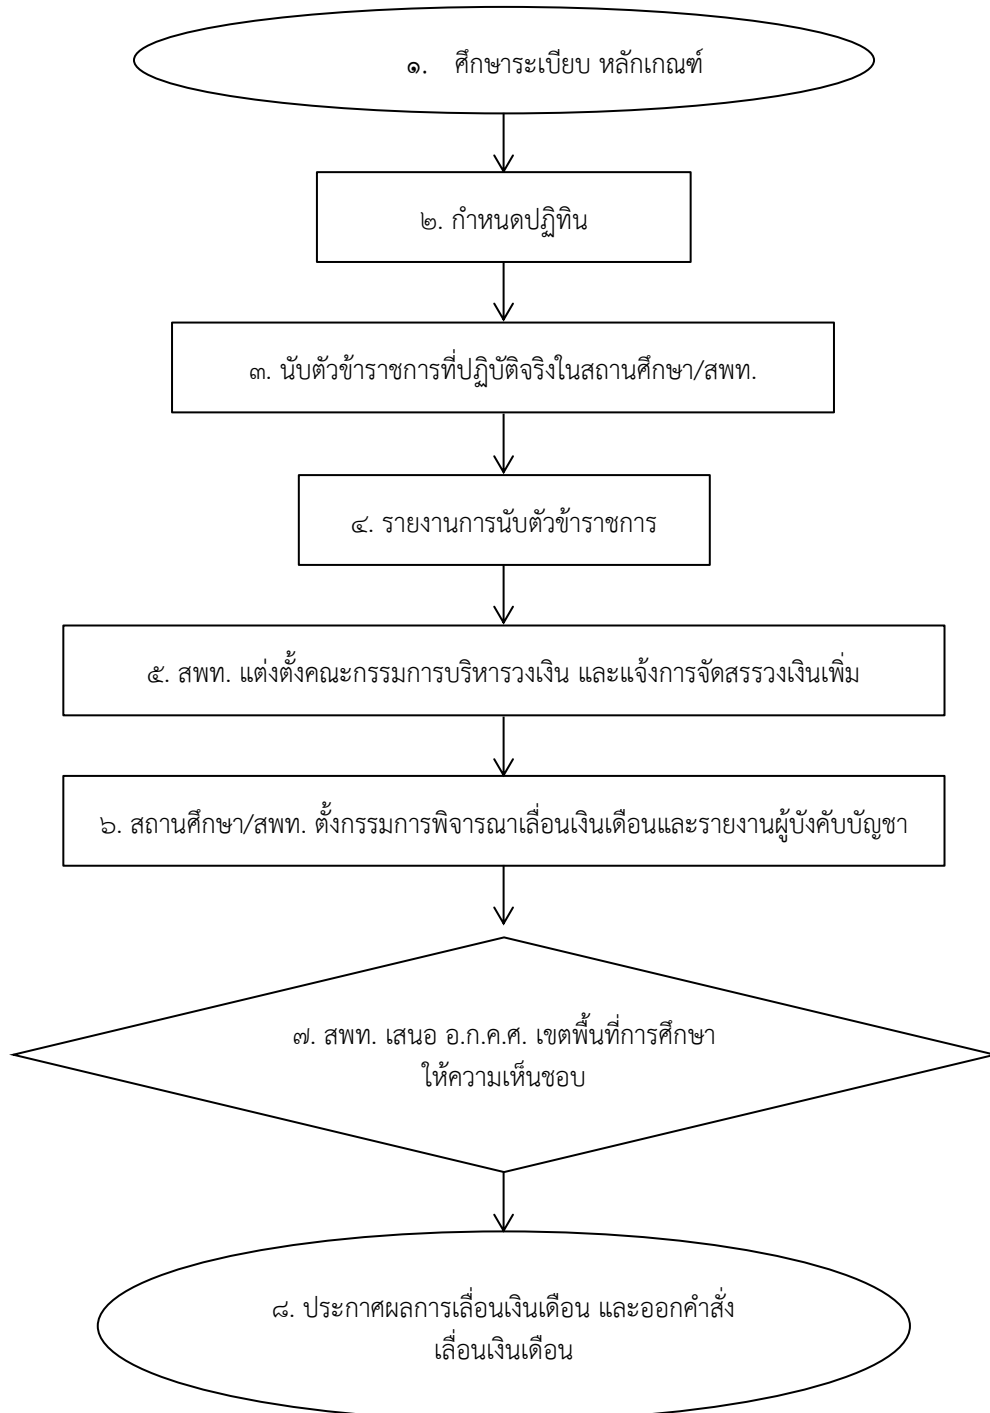 ๑. ศึกษาระเบียบ หลักเกณฑ์
๒. กำหนดปฏิทิน
๓. นับตัวข้าราชการที่ปฏิบัติจริงในสถานศึกษา/สพท.
๔. รายงานการนับตัวข้าราชการ
๕. สพท. แต่งตั้งคณะกรรมการบริหารวงเงิน และแจ้งการจัดสรรวงเงินเพิ่ม
๖. สถานศึกษา/สพท. ตั้งกรรมการพิจารณาเลื่อนเงินเดือนและรายงานผู้บังคับบัญชา
๗. สพท. เสนอ อ.ก.ค.ศ. เขตพื้นที่การศึกษา
ให้ความเห็นชอบ
๘. ประกาศผลการเลื่อนเงินเดือน และออกคำสั่ง
เลื่อนเงินเดือน